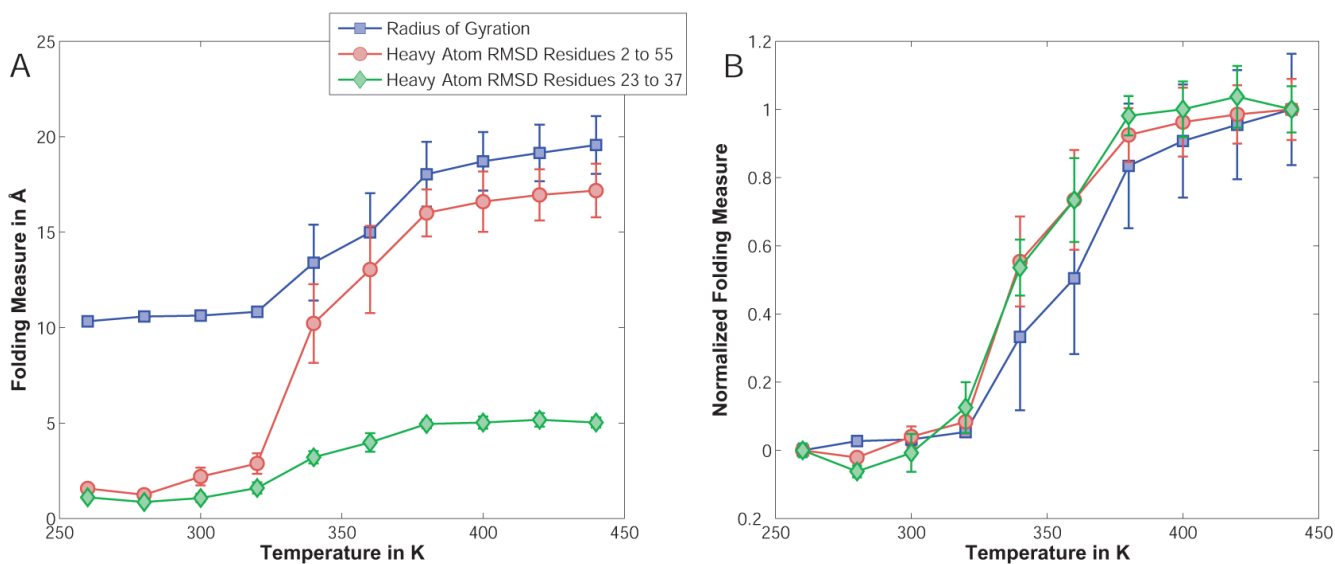 A
Radius of Gyration
Heavy Atom RMSD Residues 2 to 55
Heavy Atom RMSD Residues 23 to 37
Folding Measure in Å
25
20
15
10
5
0
250
300
350
400
450
Temperature in K
B
Normalized Folding Measure
1.2
1
0.8
0.6
0.4
0.2
0
0.2
250
300
350
400
450
Temperature in K